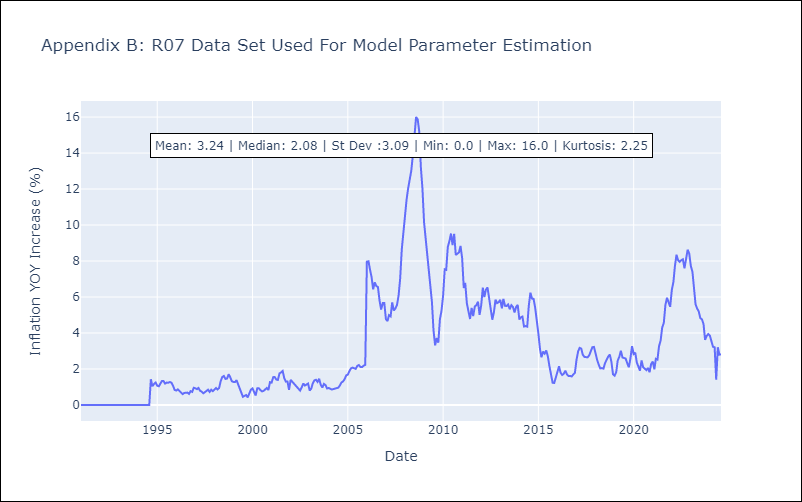 Appendix B: R07 Data Set Used For Model Parameter Estimation
16
Mean: 3.24 | Median: 2.08 | St Dev :3.09 | Min: 0.0 | Max: 16.0 | Kurtosis: 2.25
14
12
10
8
6
4
2
0
Inflation YOY Increase (%)
1995 2000 2005 2010 2015 2020
Date